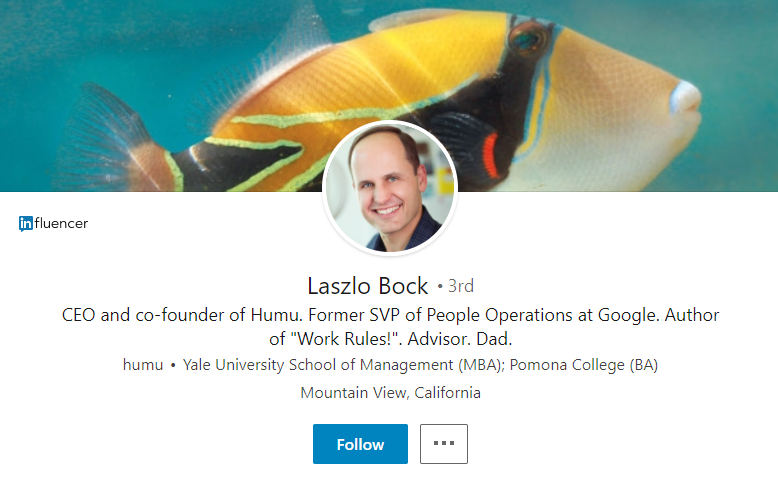 influencer
Laszlo Bock • 3rd
CEO and co-founder of Humu. Former SVP of People Operations at Google. Author
of "Work Rules!". Advisor. Dad.
humu • Yale University School of Management (MBA); Pomona College (BA)
Mountain View, California
Follow
...